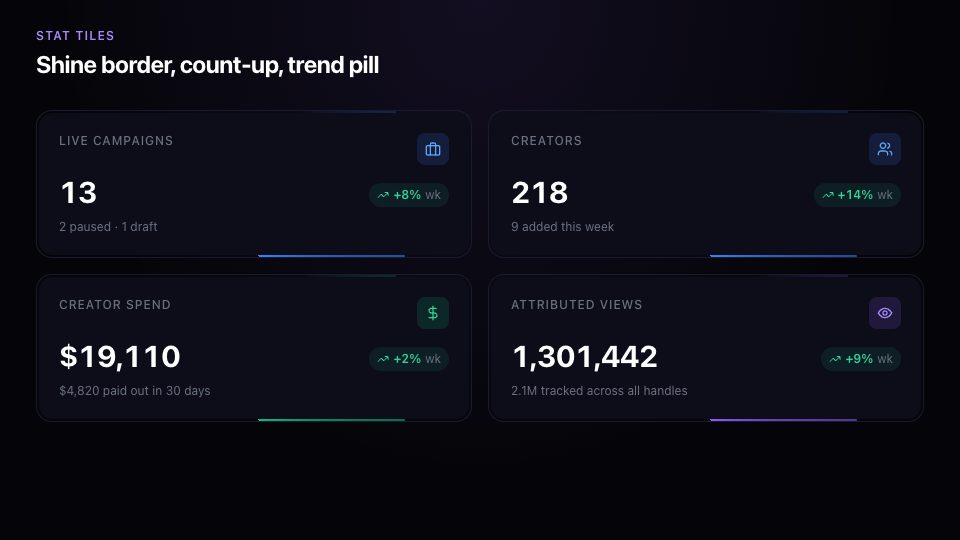 STAT TILES
Shine border, count-up, trend pill
LIVE CAMPAIGNS
13
+8% wk
2 paused · 1 draft
CREATORS
218
+14% wk
9 added this week
CREATOR SPEND
$19,110
+2% wk
$4,820 paid out in 30 days
ATTRIBUTED VIEWS
1,301,442
+9% wk
2.1M tracked across all handles